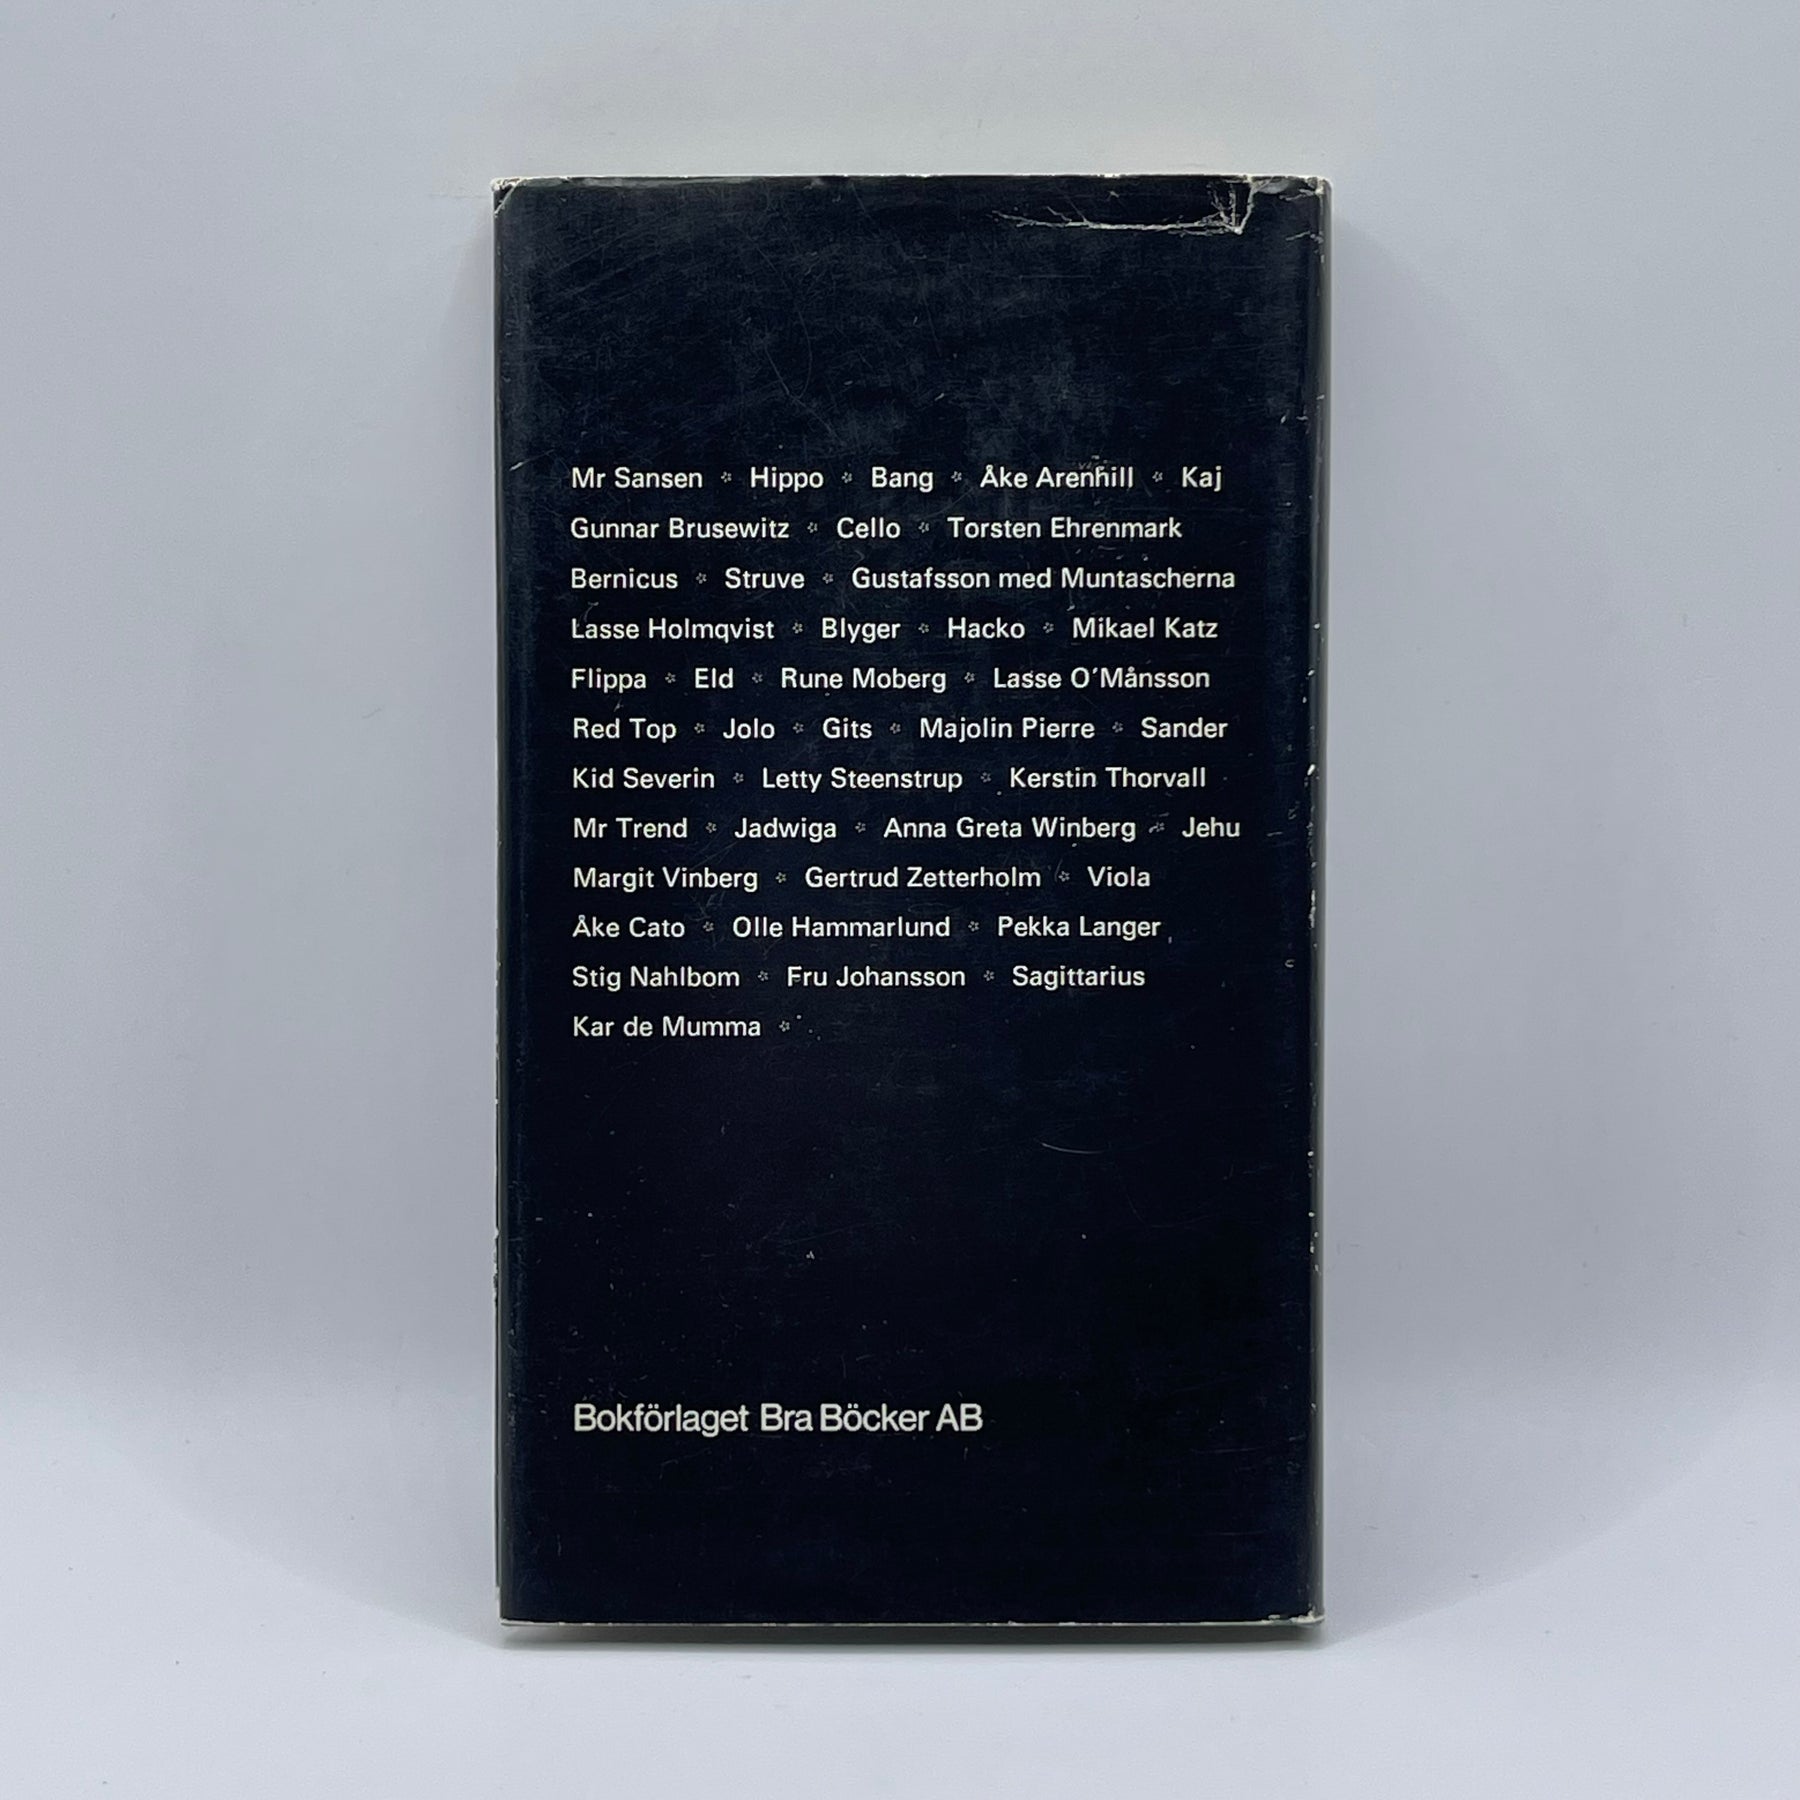 Mr Sansen * Hippo * Bang * Åke Arenhill * Kaj
Gunnar Brusewitz * Cello * Torsten Ehrenmark
Bernicus * Struve * Gustafsson med Muntascherna
Lasse Holmqvist * Blyger * Hacko * Mikael Katz
Flippa * Eld * Rune Moberg * Lasse O'Månsson
Red Top * Jolo * Gits * Majolin Pierre * Sander
Kid Severin * Letty Steenstrup * Kerstin Thorvall
Mr Trend * Jadwiga * Anna Greta Winberg * Jehu
Margit Vinberg * Gertrud Zetterholm * Viola
Åke Cato * Olle Hammarlund * Pekka Langer
Stig Nahlbom * Fru Johansson * Sagittarius
Kar de Mumma *
Bokförlaget Bra Böcker AB